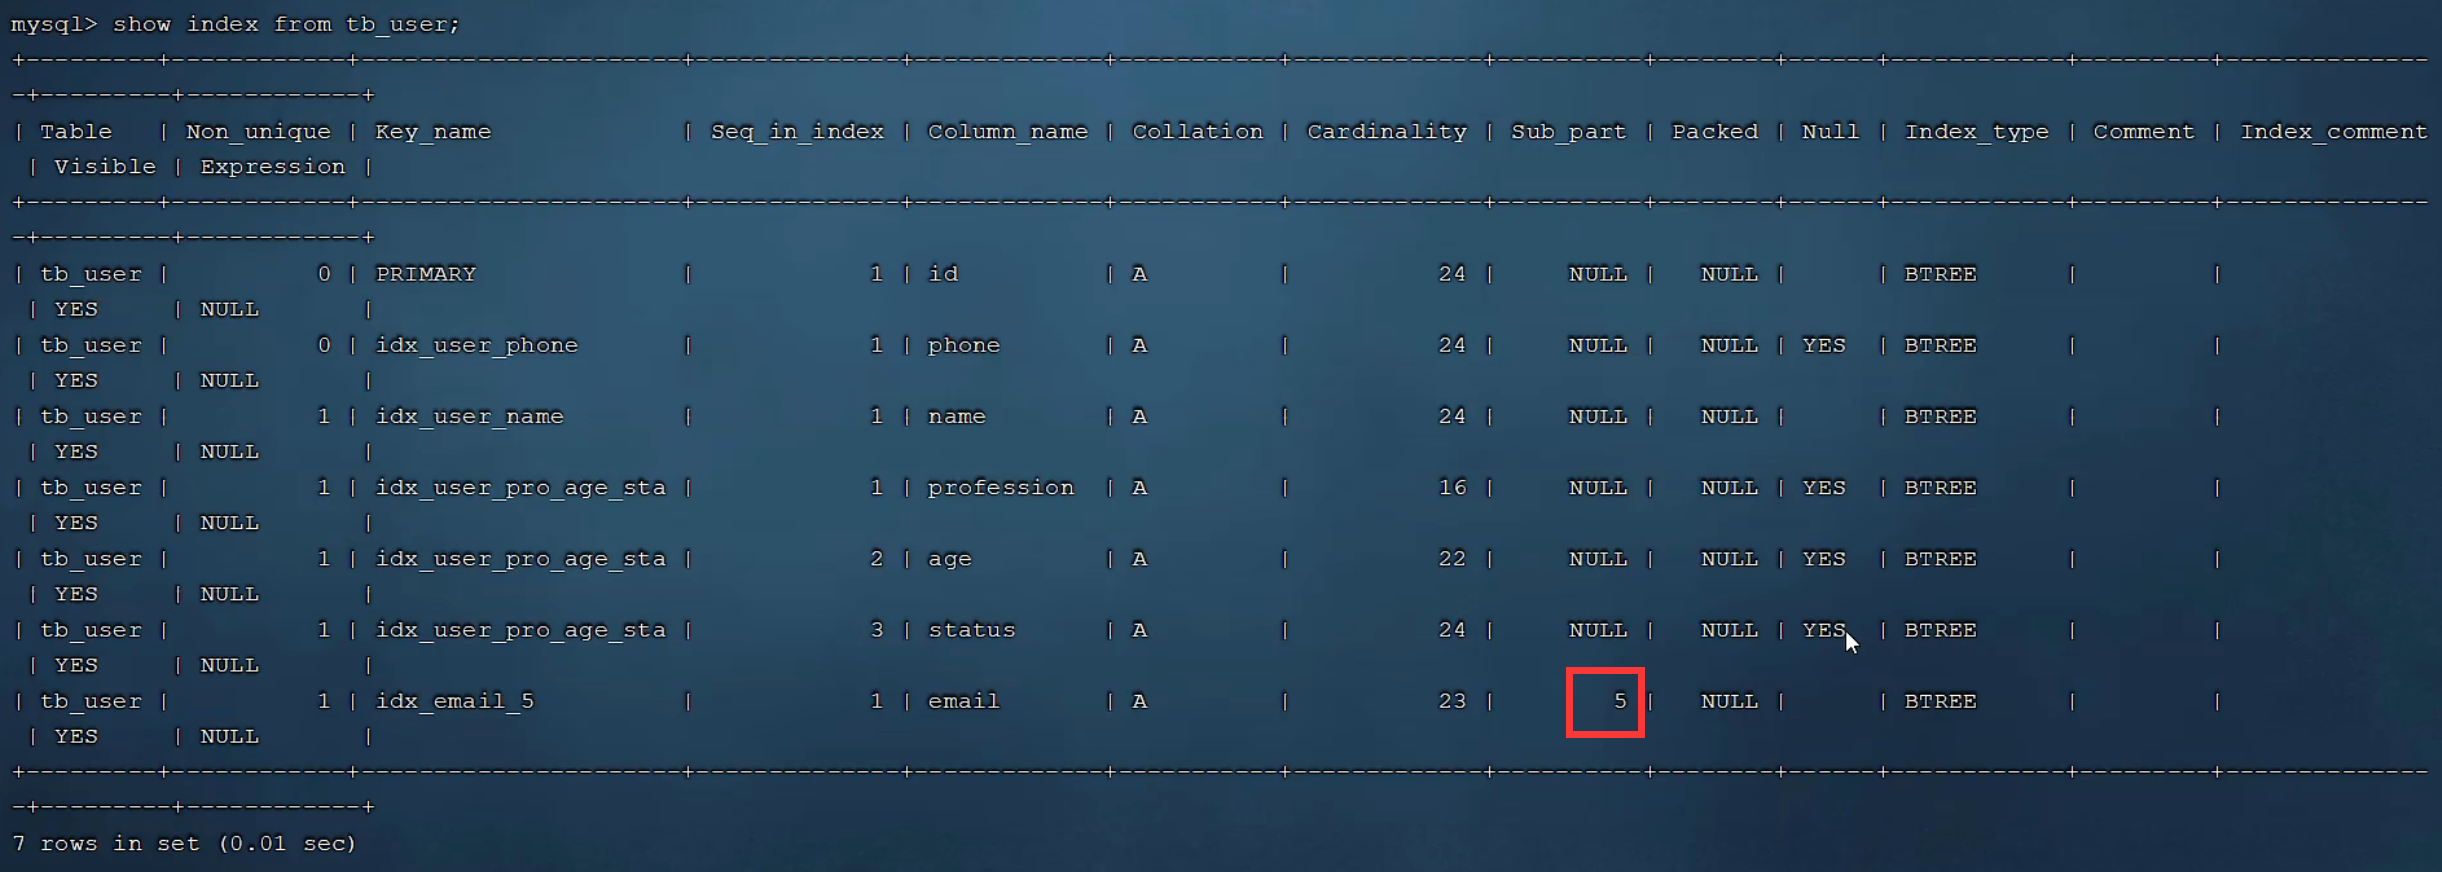 mysql> show index from tb_user;
+---------+------------+----------------------+--------------+-------------+-----------+-------------+----------+--------+------+------------+---------+--------------
-+---------+------------+
| Table   | Non_unique | Key_name             | Seq_in_index | Column_name | Collation | Cardinality | Sub_part | Packed | Null | Index_type | Comment | Index_comment
 | Visible | Expression |
+---------+------------+----------------------+--------------+-------------+-----------+-------------+----------+--------+------+------------+---------+--------------
-+---------+------------+
| tb_user |          0 | PRIMARY              |            1 | id          | A         |          24 |     NULL |   NULL |      | BTREE      |         |
 | YES     | NULL       |
| tb_user |          0 | idx_user_phone       |            1 | phone       | A         |          24 |     NULL |   NULL | YES  | BTREE      |         |
 | YES     | NULL       |
| tb_user |          1 | idx_user_name        |            1 | name        | A         |          24 |     NULL |   NULL |      | BTREE      |         |
 | YES     | NULL       |
| tb_user |          1 | idx_user_pro_age_sta |            1 | profession  | A         |          16 |     NULL |   NULL | YES  | BTREE      |         |
 | YES     | NULL       |
| tb_user |          1 | idx_user_pro_age_sta |            2 | age         | A         |          22 |     NULL |   NULL | YES  | BTREE      |         |
 | YES     | NULL       |
| tb_user |          1 | idx_user_pro_age_sta |            3 | status      | A         |          24 |     NULL |   NULL | YES  | BTREE      |         |
 | YES     | NULL       |
| tb_user |          1 | idx_email_5          |            1 | email       | A         |          23 |        5 |   NULL |      | BTREE      |         |
 | YES     | NULL       |
+---------+------------+----------------------+--------------+-------------+-----------+-------------+----------+--------+------+------------+---------+--------------
-+---------+------------+
7 rows in set (0.01 sec)